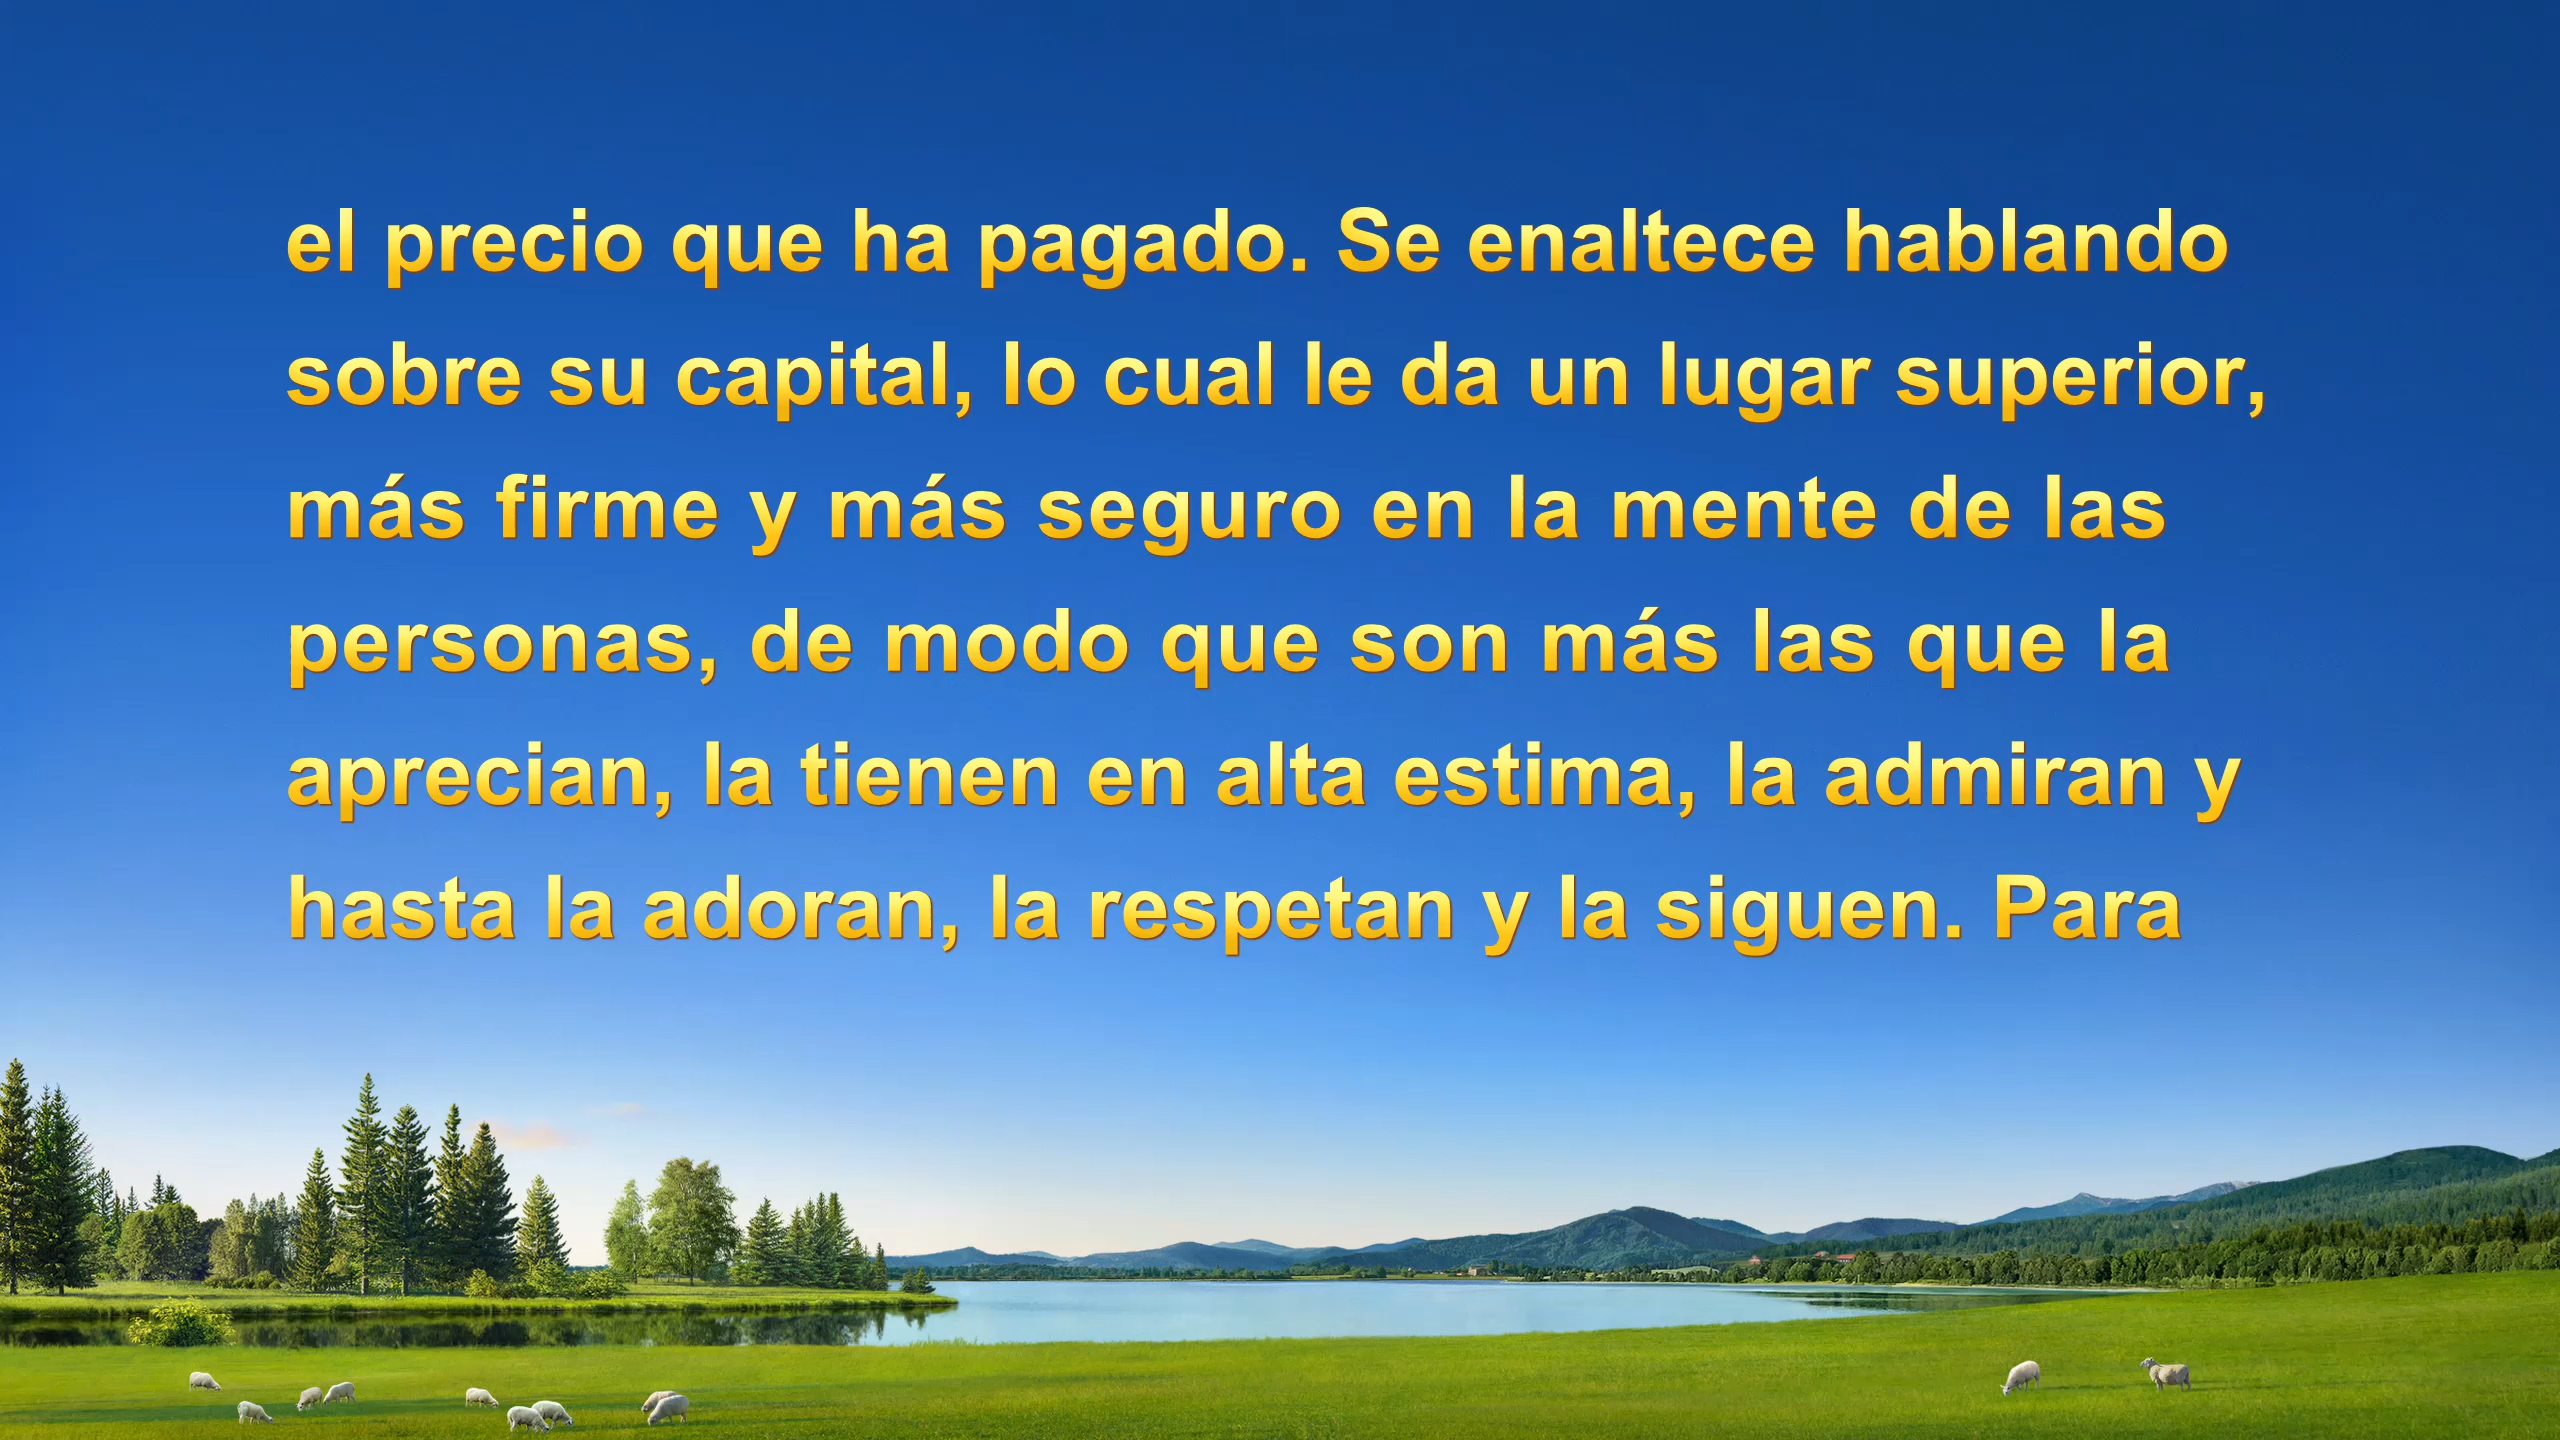 el precio que ha pagado. Se enaltece hablando
sobre su capital, lo cual le da un lugar superior,
más firme y más seguro en la mente de las
personas, de modo que son más las que la
aprecian, la tienen en alta estima, la admiran y
hasta la adoran, la respetan y la siguen. Para